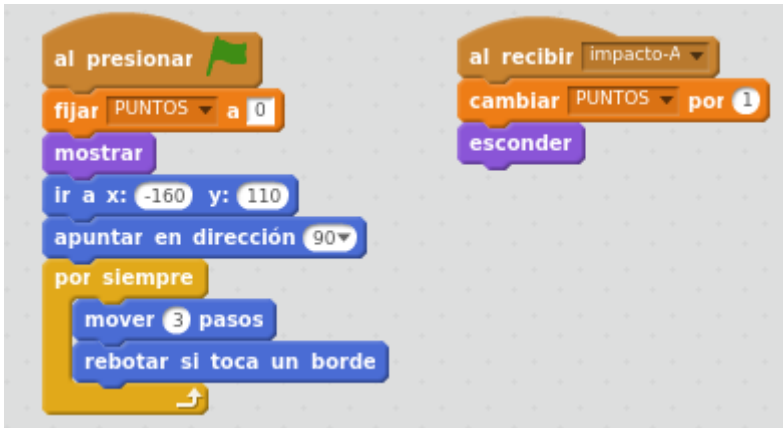 al presionar
fijar PUNTOS a 0
mostrar
ir a x: -160 y: 110
apuntar en dirección 90
por siempre
mover 3 pasos
rebotar si toca un borde
al recibir impacto-A
cambiar PUNTOS por 1
esconder